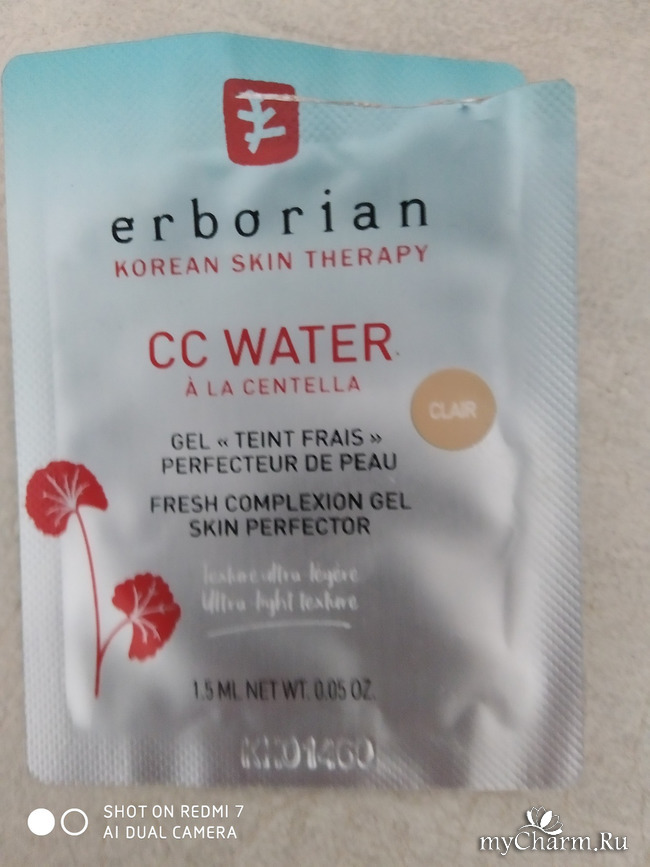 erborian
KOREAN SKIN THERAPY
CC WATER
À LA CENTELLA
CLAIR
GEL « TEINT FRAIS »
PERFECTEUR DE PEAU
FRESH COMPLEXION GEL
SKIN PERFECTOR
texture ultra légère
Ultra light texture
1.5 ML NET WT. 0.05 OZ.
SHOT ON REDMI 7
AI DUAL CAMERA
myCharm.Ru